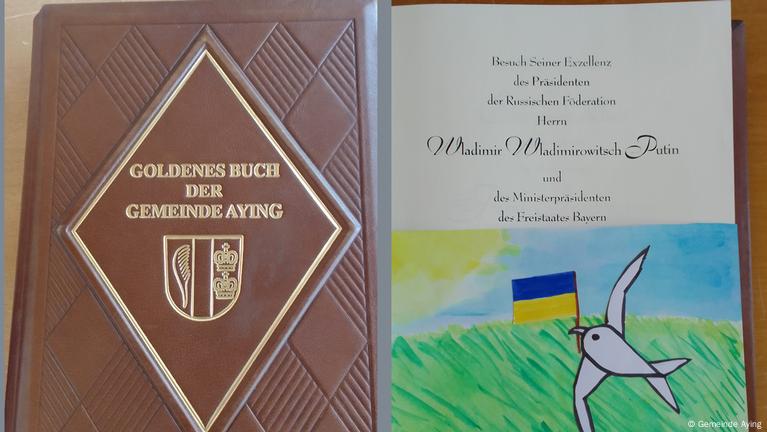 GOLDENES BUCH
DER
GEMEINDE AYING
Besuch Seiner Exzellenz
des Präsidenten
der Russischen Föderation
Herrn
Wladimir Wladimirowitsch Putin
und
des Ministerpräsidenten
des Freistaates Bayern
© Gemeinde Aying